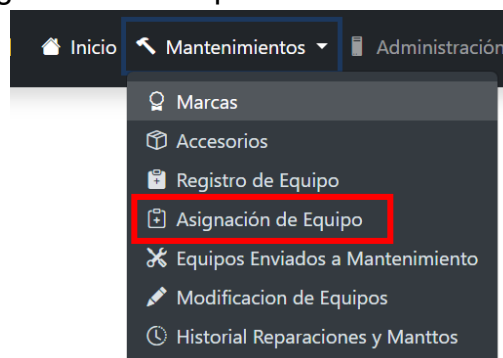 Inicio Mantenimientos Administración
Marcas
Accesorios
Registro de Equipo
Asignación de Equipo
Equipos Enviados a Mantenimiento
Modificacion de Equipos
Historial Reparaciones y Manttos